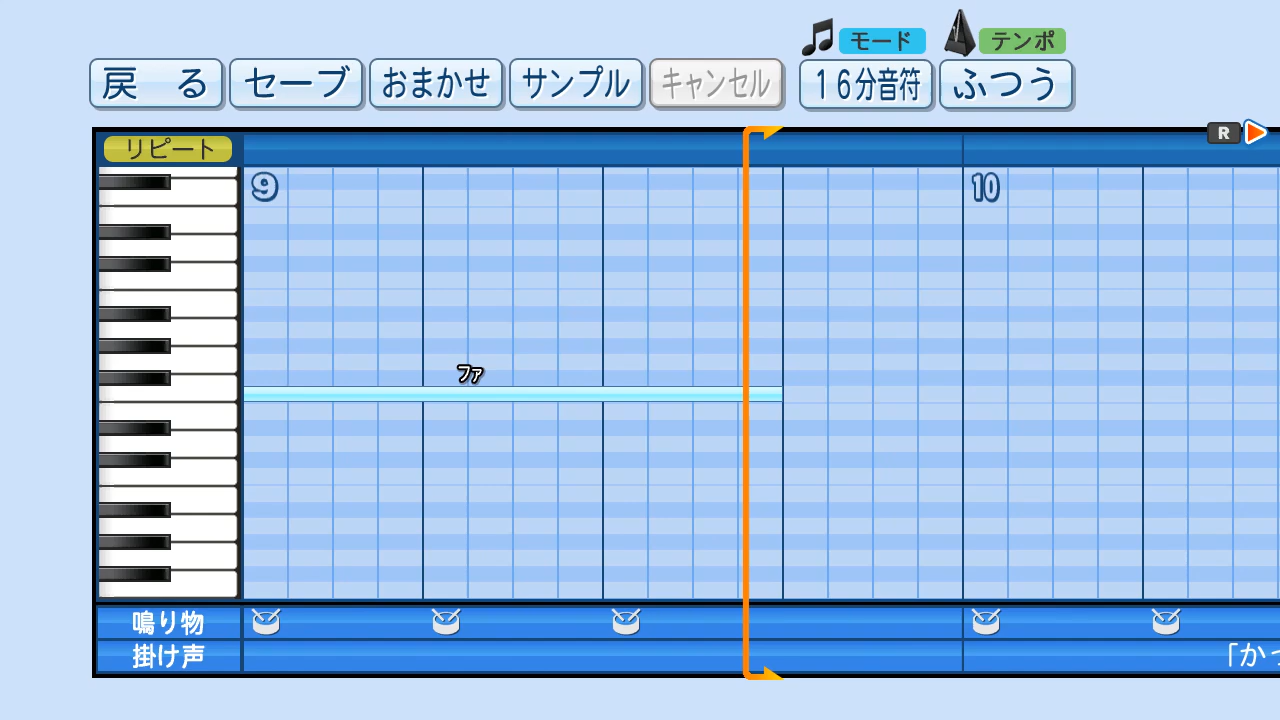 モード テンポ
戻 る セーブ おまかせ サンプル キャンセル 16分音符 ふつう
R
リピート
9 10
ファ
鳴り物
掛け声 「かっ